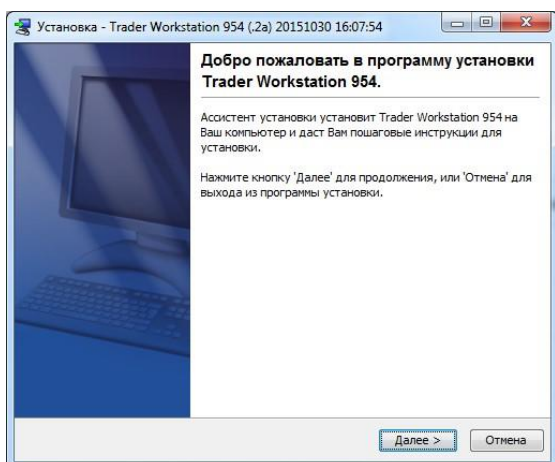 Установка - Trader Workstation 954 (.2a) 20151030 16:07:54
Добро пожаловать в программу установки
Trader Workstation 954.
Ассистент установки установит Trader Workstation 954 на
Ваш компьютер и даст Вам пошаговые инструкции для
установки.
Нажмите кнопку 'Далее' для продолжения, или 'Отмена' для
выхода из программы установки.
Далее >
Отмена